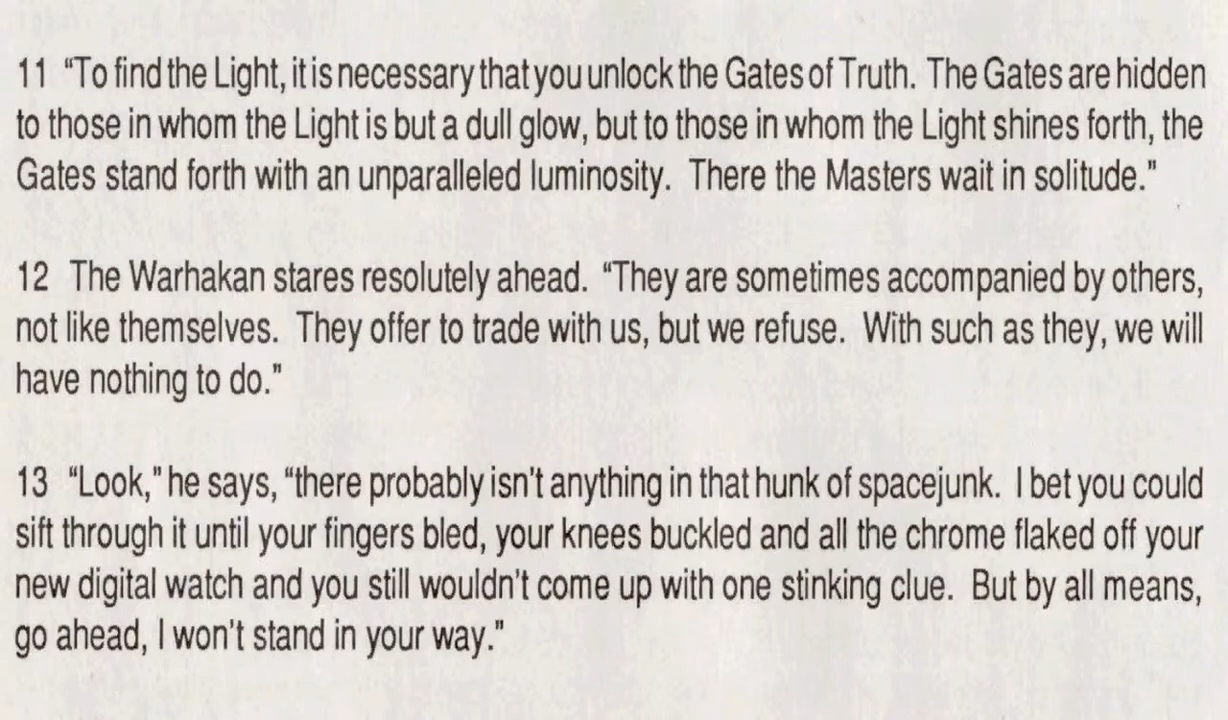 11 “To find the Light, it is necessary that you unlock the Gates of Truth. The Gates are hidden
to those in whom the Light is but a dull glow, but to those in whom the Light shines forth, the
Gates stand forth with an unparalleled luminosity. There the Masters wait in solitude.”
12 The Warhakan stares resolutely ahead. “They are sometimes accompanied by others,
not like themselves. They offer to trade with us, but we refuse. With such as they, we will
have nothing to do.”
13 “Look,” he says, “there probably isn't anything in that hunk of spacejunk. I bet you could
sift through it until your fingers bled, your knees buckled and all the chrome flaked off your
new digital watch and you still wouldn't come up with one stinking clue. But by all means,
go ahead, I won't stand in your way.”